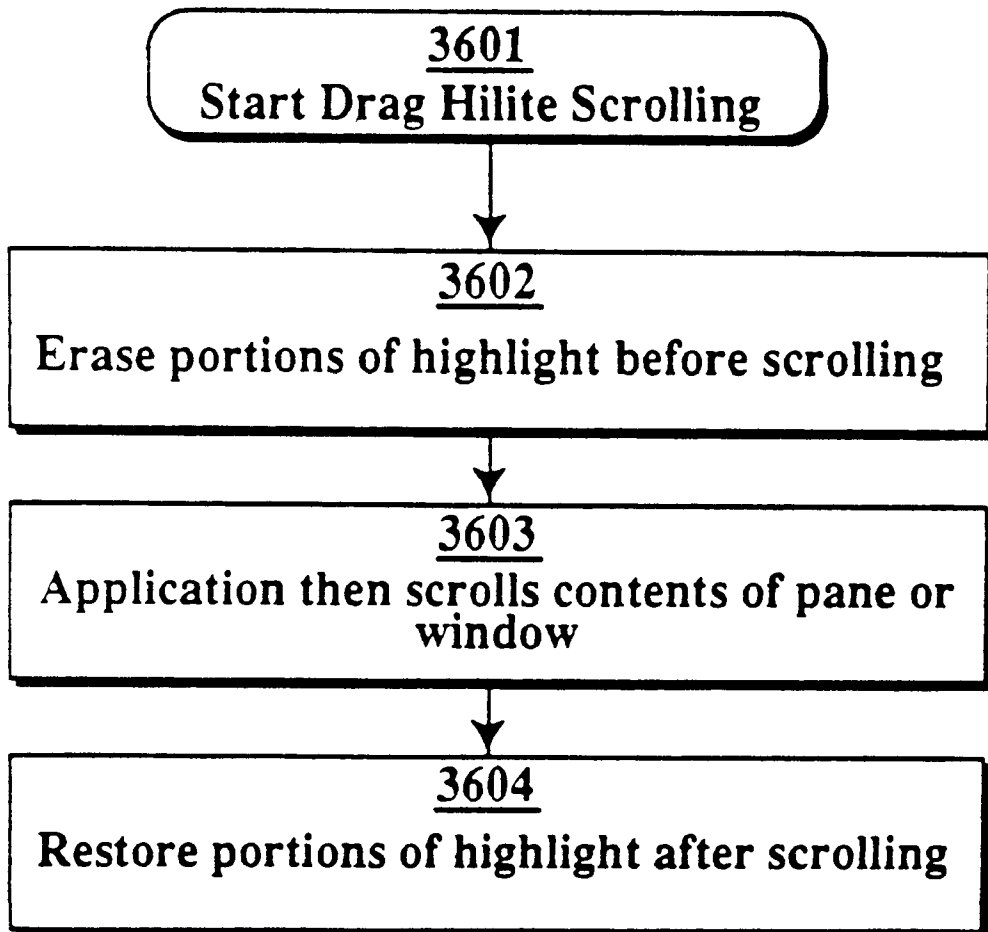 3601
Start Drag Hilite Scrolling
3602
Erase portions of highlight before scrolling
3603
Application then scrolls contents of pane or
window
3604
Restore portions of highlight after scrolling